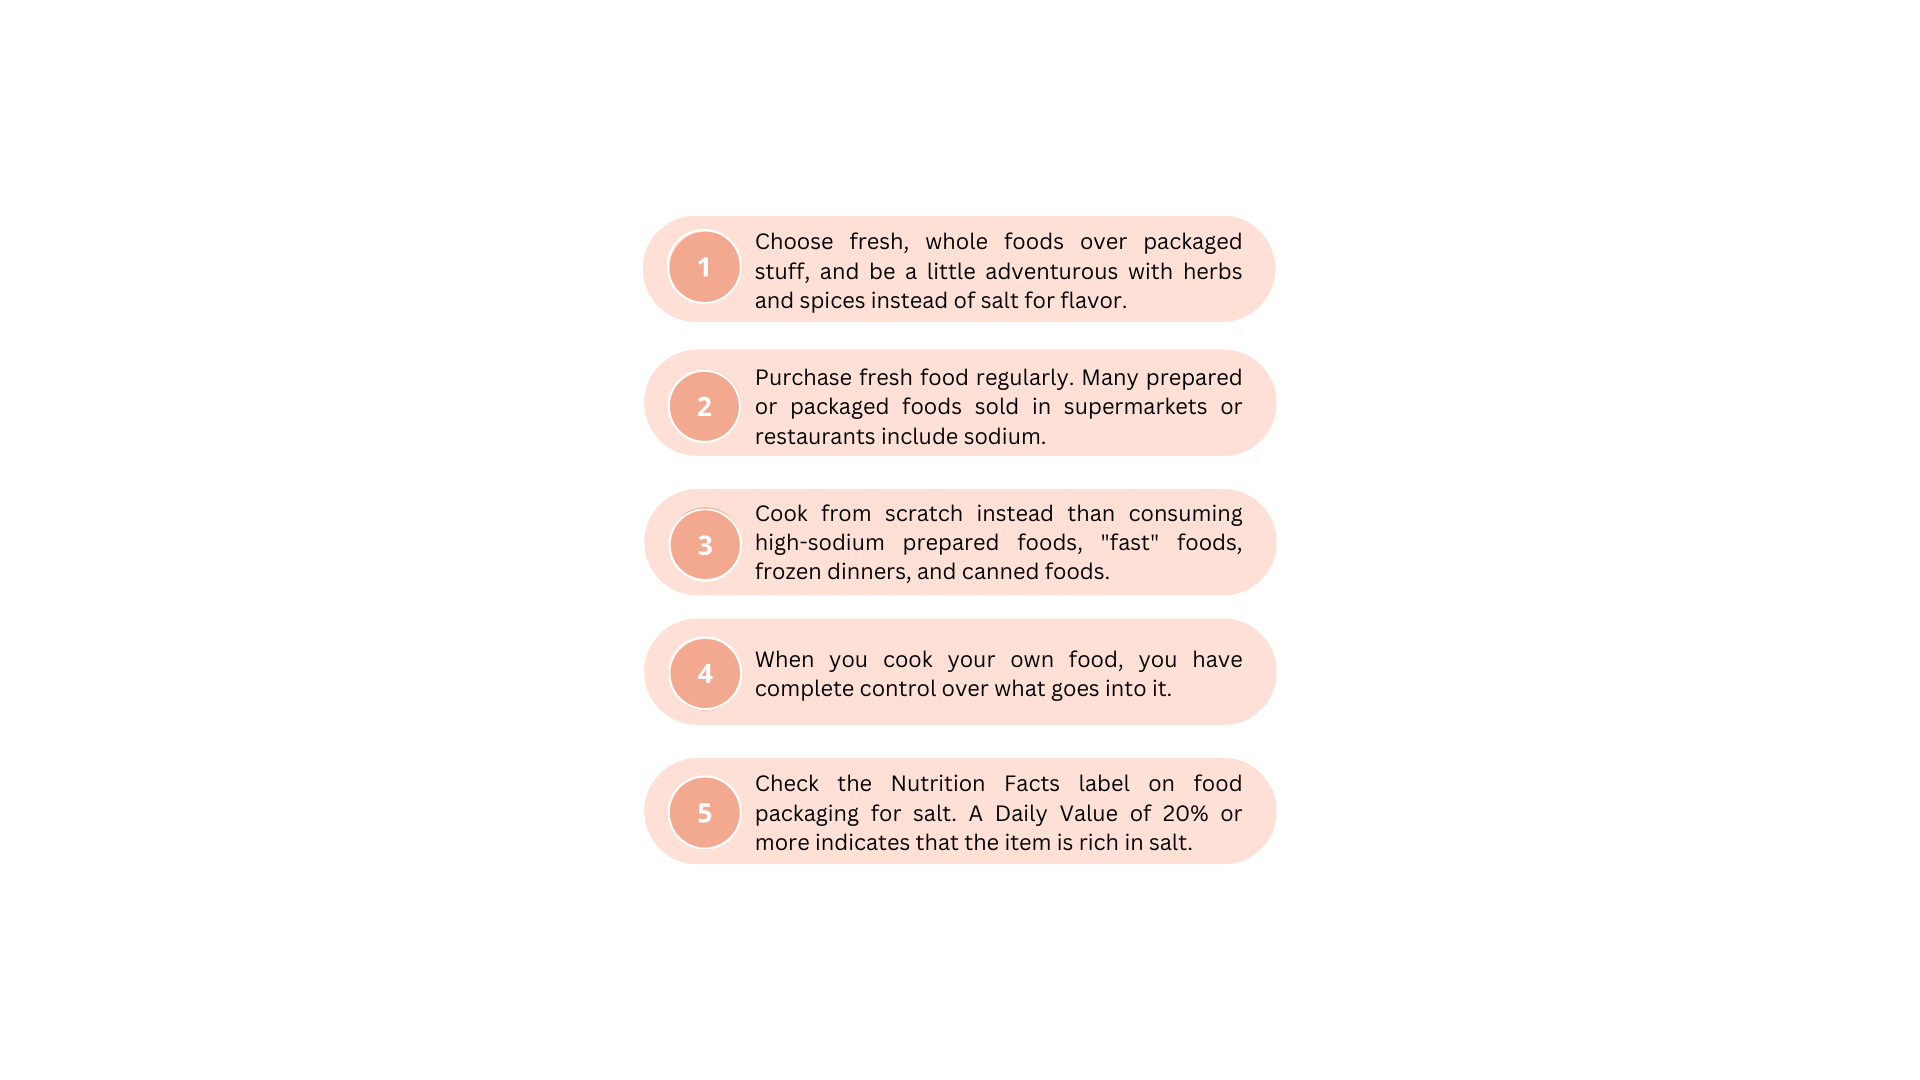 1
Choose fresh, whole foods over packaged
stuff, and be a little adventurous with herbs
and spices instead of salt for flavor.
2
Purchase fresh food regularly. Many prepared
or packaged foods sold in supermarkets or
restaurants include sodium.
3
Cook from scratch instead than consuming
high-sodium prepared foods, "fast" foods,
frozen dinners, and canned foods.
4
When you cook your own food, you have
complete control over what goes into it.
5
Check the Nutrition Facts label on food
packaging for salt. A Daily Value of 20% or
more indicates that the item is rich in salt.